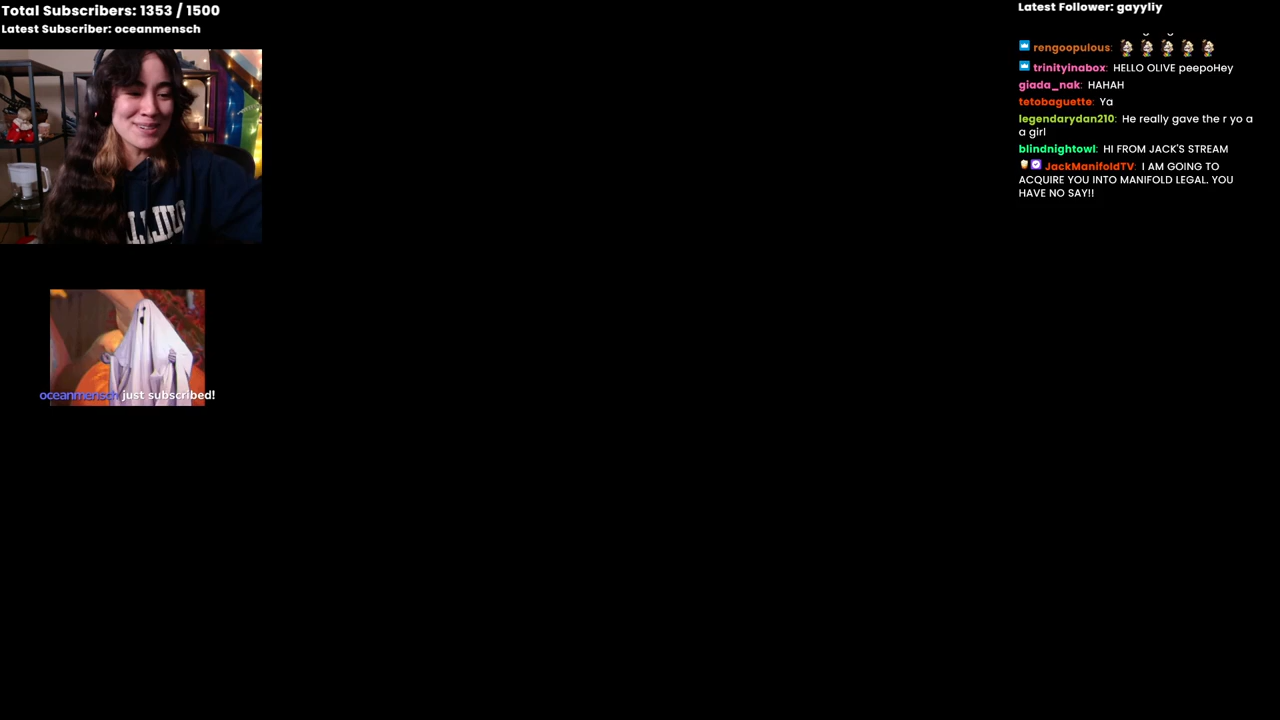 Total Subscribers: 1353 / 1500
Latest Subscriber: oceanmensch
oceanmensch just subscribed!
Latest Follower: gayyliy
rengoopulous:
trinityinabox: HELLO OLIVE peepoHey
giada_nak: HAHAH
tetobaguette: Ya
legendarydan210: He really gave the r yo a
a girl
blindnightowl: HI FROM JACK'S STREAM
JackManifoldTV: I AM GOING TO
ACQUIRE YOU INTO MANIFOLD LEGAL. YOU
HAVE NO SAY!!